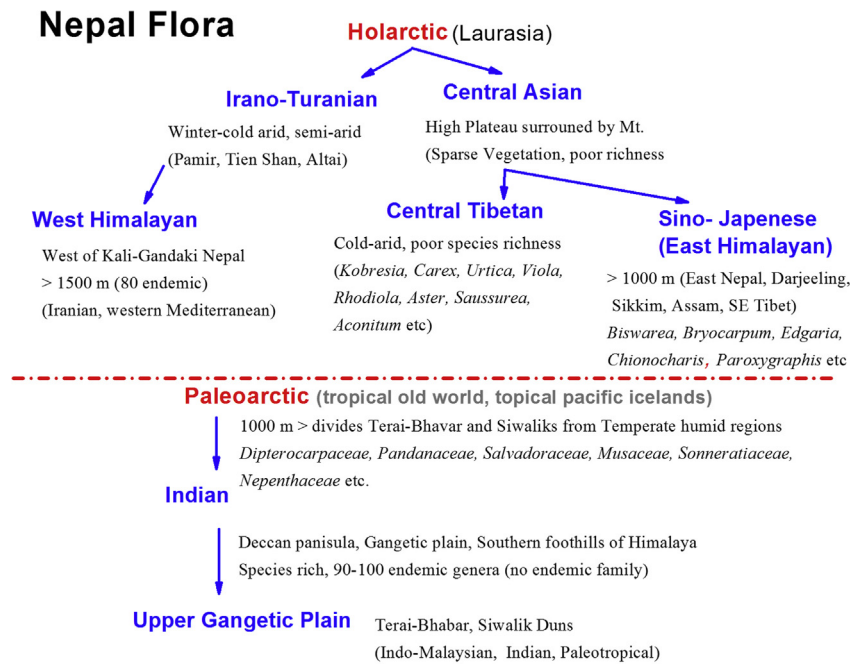 Nepal Flora
Holarctic (Laurasia)
Irano-Turanian
Winter-cold arid, semi-arid
(Pamir, Tien Shan, Altai)
Central Asian
High Plateau surrouned by Mt.
(Sparse Vegetation, poor richness
West Himalayan
West of Kali-Gandaki Nepal
> 1500 m (80 endemic)
(Iranian, western Mediterranean)
Central Tibetan
Cold-arid, poor species richness
(Kobresia, Carex, Urtica, Viola,
Rhodiola, Aster, Saussurea,
Aconitum etc)
Sino- Japenese
(East Himalayan)
> 1000 m (East Nepal, Darjeeling,
Sikkim, Assam, SE Tibet)
Biswarea, Bryocarpum, Edgaria,
Chionocharis, Paroxygraphis etc
Paleoarctic (tropical old world, topical pacific icelands)
1000 m > divides Terai-Bhavar and Siwaliks from Temperate humid regions
Dipterocarpaceae, Pandanaceae, Salvadoraceae, Musaceae, Sonneratiaceae,
Nepenthaceae etc.
Indian
Deccan panisula, Gangetic plain, Southern foothills of Himalaya
Species rich, 90-100 endemic genera (no endemic family)
Upper Gangetic Plain
Terai-Bhabar, Siwalik Duns
(Indo-Malaysian, Indian, Paleotropical)